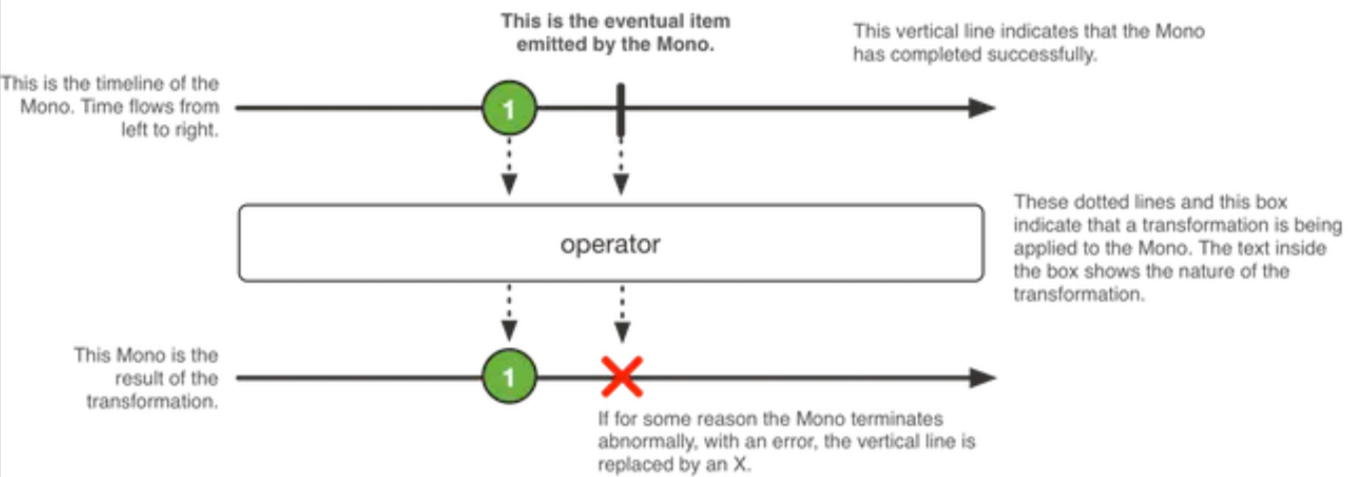 This is the eventual item
emitted by the Mono.
This vertical line indicates that the Mono
has completed successfully.
This is the timeline of the
Mono. Time flows from
left to right.
1
These dotted lines and this box
indicate that a transformation is being
applied to the Mono. The text inside
the box shows the nature of the
transformation.
operator
This Mono is the
result of the
transformation.
1
If for some reason the Mono terminates
abnormally, with an error, the vertical line is
replaced by an X.